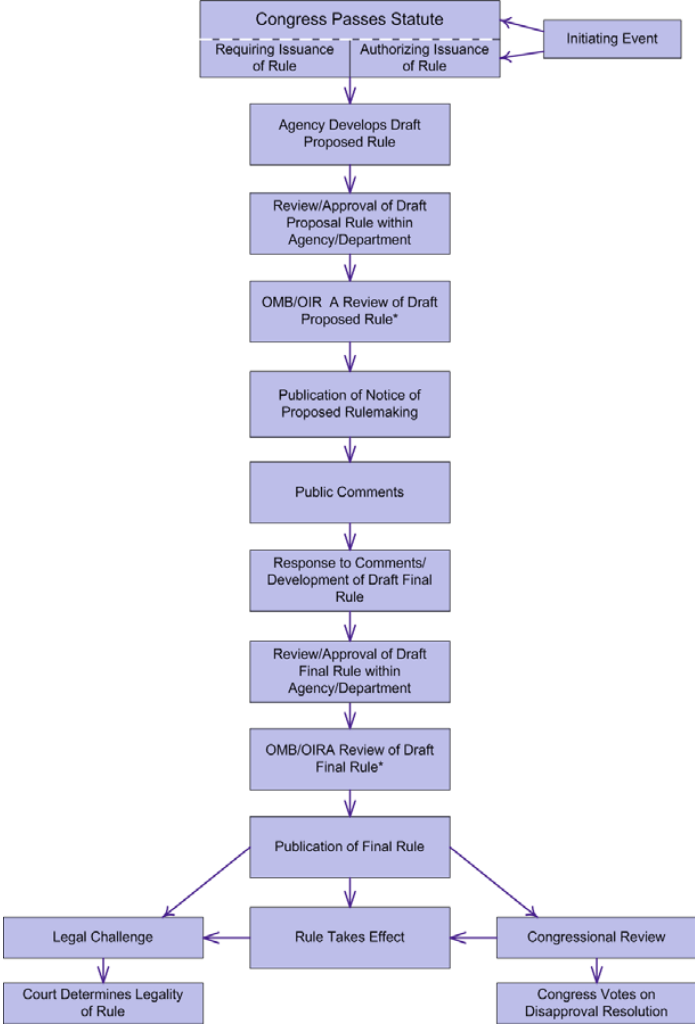 Congress Passes Statute
Requiring Issuance
of Rule
Authorizing Issuance
of Rule
Initiating Event
Agency Develops Draft
Proposed Rule
Review/Approval of Draft
Proposal Rule within
Agency/Department
OMB/OIR  A Review of Draft
Proposed Rule*
Publication of Notice of
Proposed Rulemaking
Public Comments
Response to Comments/
Development of Draft Final
Rule
Review/Approval of Draft
Final Rule within
Agency/Department
OMB/OIRA Review of Draft
Final Rule*
Publication of Final Rule
Legal Challenge
Rule Takes Effect
Congressional Review
Court Determines Legality
of Rule
Congress Votes on
Disapproval Resolution